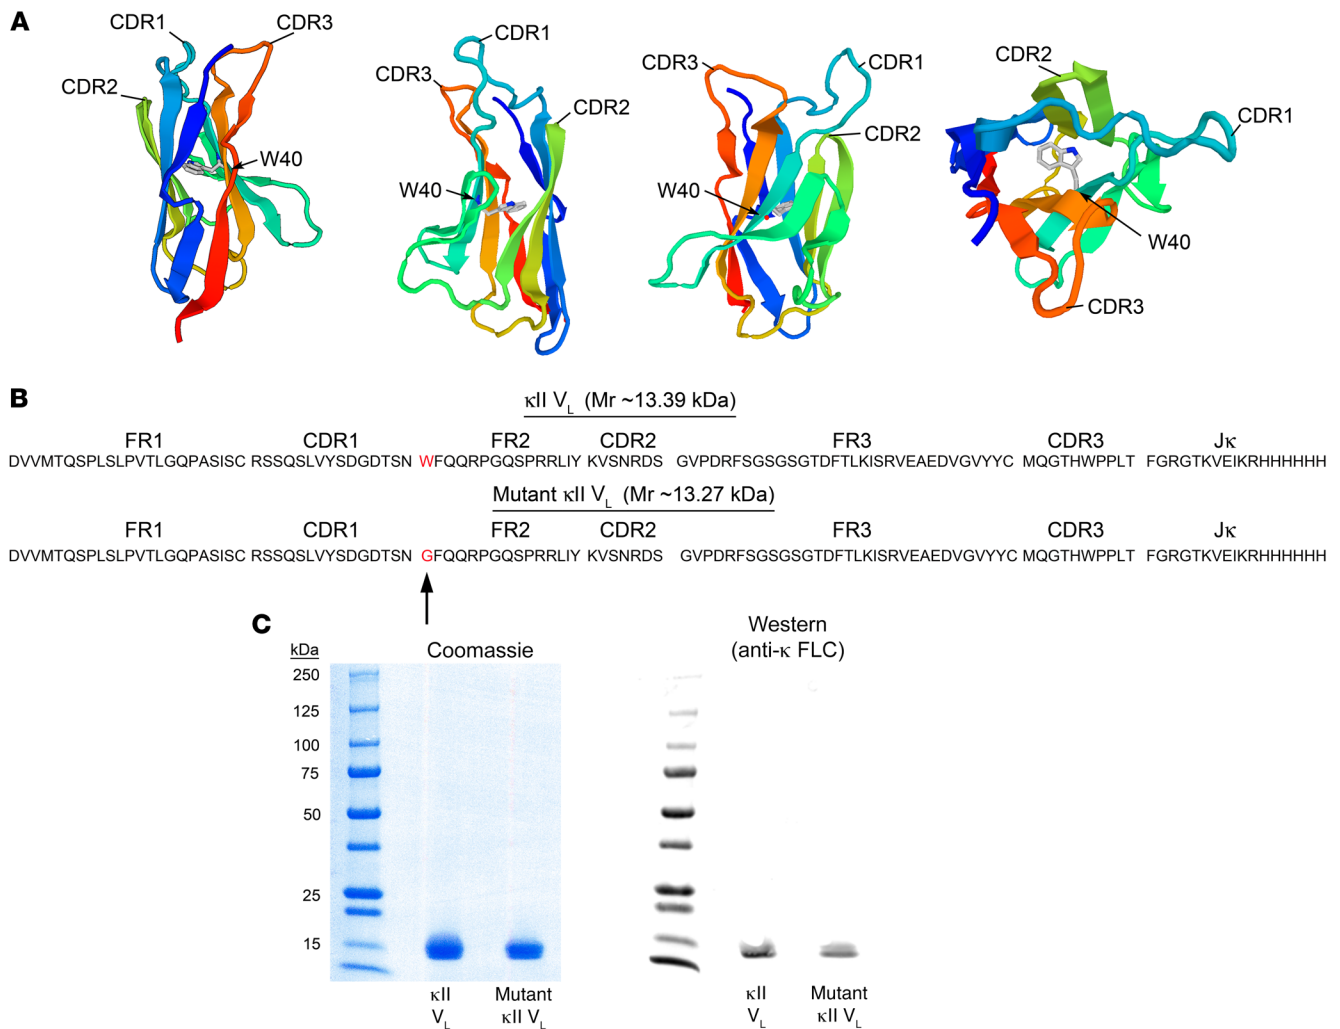 A
CDR1
CDR3
CDR2
W40
CDR1
CDR3
CDR2
W40
CDR3
CDR1
CDR2
W40
CDR2
CDR1
W40
CDR3
B
κII VL (Mr ~13.39 kDa)
FR1 CDR1 FR2 CDR2 FR3 CDR3 Jκ
DVVMTQSPLSLPVTLGQPASISC RSSQSLVYSDGDTSN WFQQRPGQSPRRLIY KVSNRDS GVPDRFSGSGSGTDFTLKISRVEAEDVGVYYC MQGTHWPPLT FGRGTKVEIKRHHHHHH
Mutant κII VL (Mr ~13.27 kDa)
FR1 CDR1 FR2 CDR2 FR3 CDR3 Jκ
DVVMTQSPLSLPVTLGQPASISC RSSQSLVYSDGDTSN GFQQRPGQSPRRLIY KVSNRDS GVPDRFSGSGSGTDFTLKISRVEAEDVGVYYC MQGTHWPPLT FGRGTKVEIKRHHHHHH
C
kDa
Coomassie
Western
(anti-κ FLC)
250
125
100
75
50
25
15
κII
VL
Mutant
κII VL
κII
VL
Mutant
κII VL